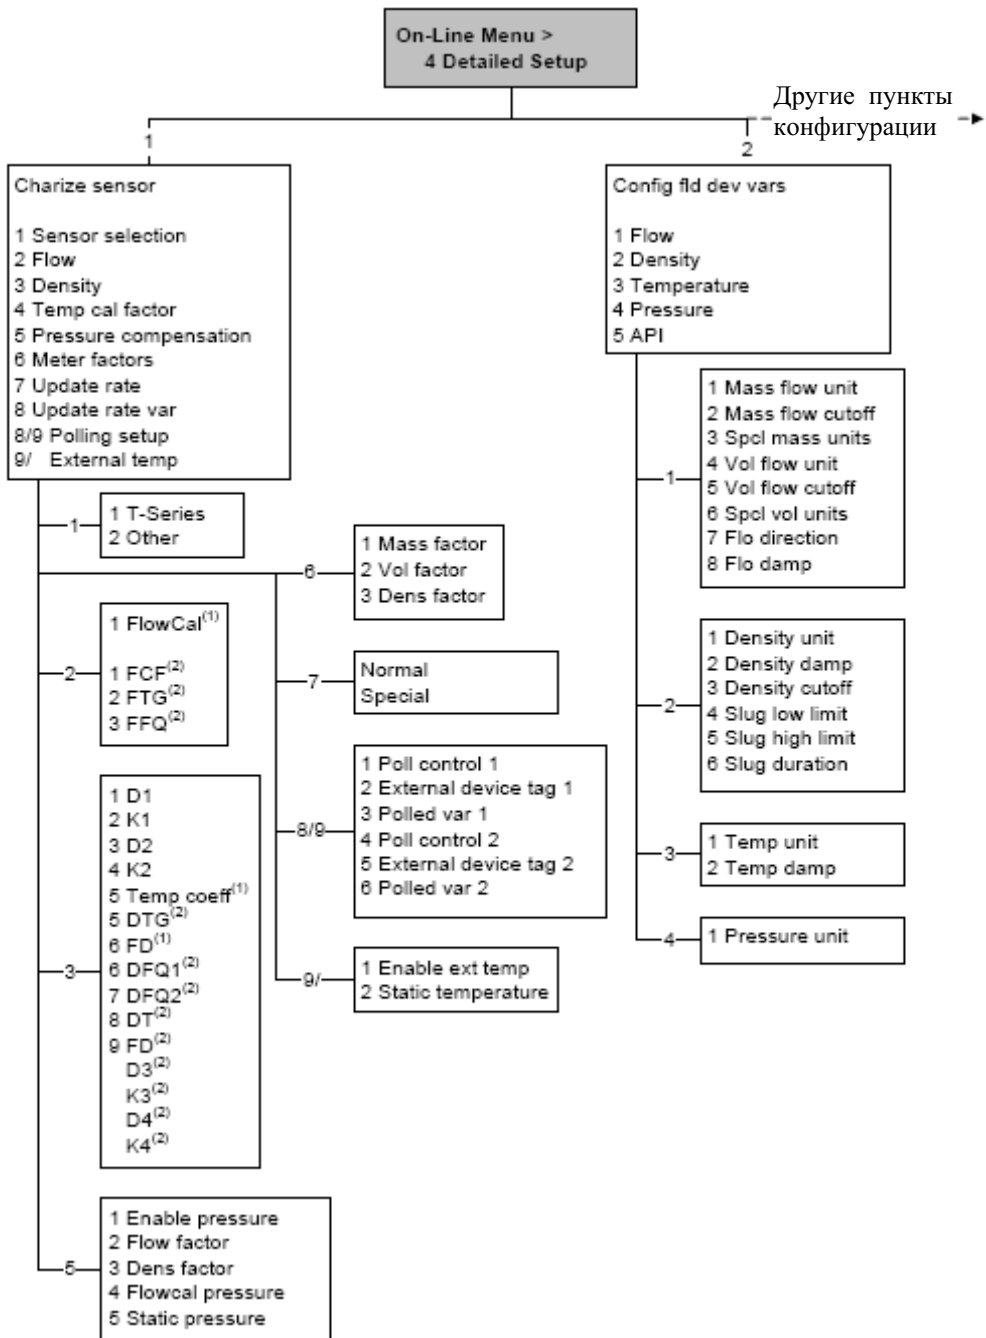 On-Line Menu >
4 Detailed Setup
Другие пункты
конфигурации
1
2
Charize sensor
1 Sensor selection
2 Flow
3 Density
4 Temp cal factor
5 Pressure compensation
6 Meter factors
7 Update rate
8 Update rate var
8/9 Polling setup
9/ External temp
Config fld dev vars
1 Flow
2 Density
3 Temperature
4 Pressure
5 API
1
1 T-Series
2 Other
2
1 FlowCal(1)
1 FCF(2)
2 FTG(2)
3 FFQ(2)
3
1 D1
2 K1
3 D2
4 K2
5 Temp coeff(1)
5 DTG(2)
6 FD(1)
6 DFQ1(2)
7 DFQ2(2)
8 DT(2)
9 FD(2)
D3(2)
K3(2)
D4(2)
K4(2)
5
1 Enable pressure
2 Flow factor
3 Dens factor
4 Flowcal pressure
5 Static pressure
6
1 Mass factor
2 Vol factor
3 Dens factor
7
Normal
Special
8/9
1 Poll control 1
2 External device tag 1
3 Polled var 1
4 Poll control 2
5 External device tag 2
6 Polled var 2
9/
1 Enable ext temp
2 Static temperature
1
1 Mass flow unit
2 Mass flow cutoff
3 Spcl mass units
4 Vol flow unit
5 Vol flow cutoff
6 Spcl vol units
7 Flo direction
8 Flo damp
2
1 Density unit
2 Density damp
3 Density cutoff
4 Slug low limit
5 Slug high limit
6 Slug duration
3
1 Temp unit
2 Temp damp
4
1 Pressure unit